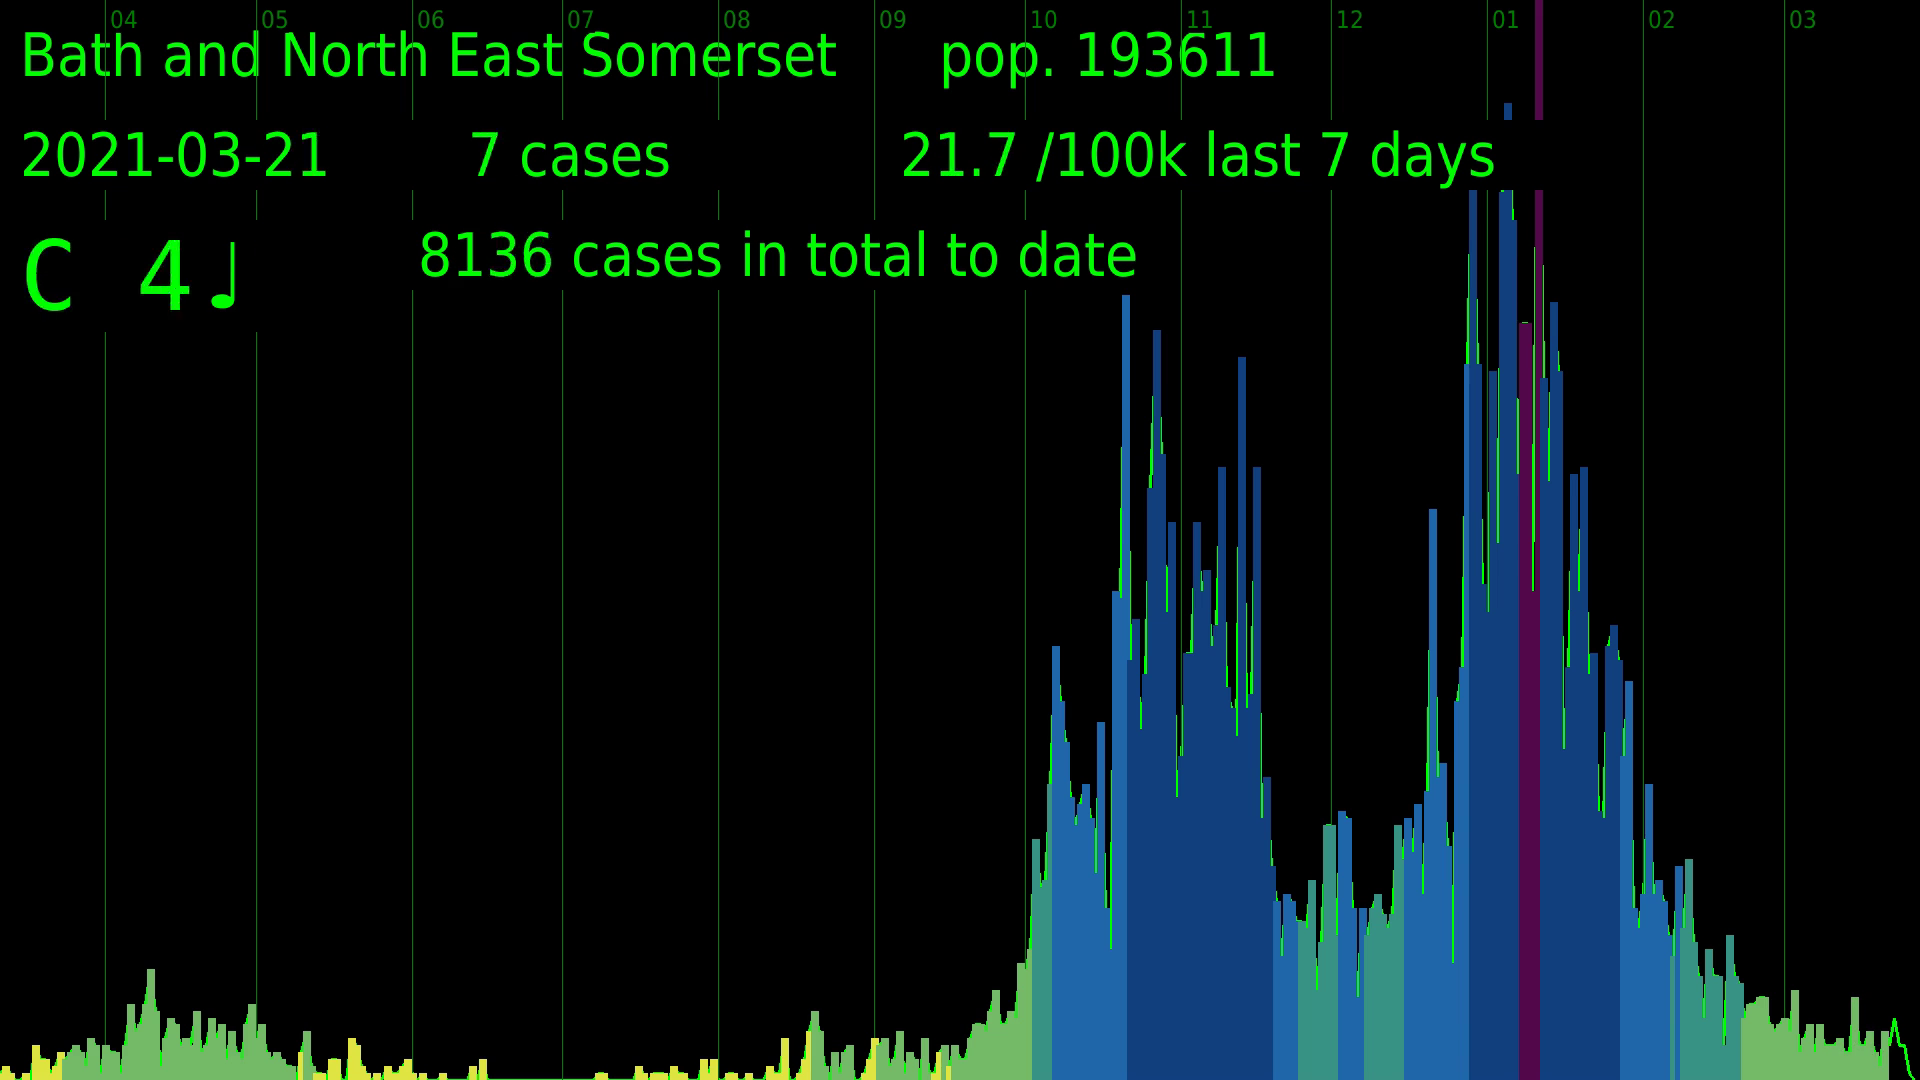 04 05 06 07 08 09 10 11 12 01 02 03
Bath and North East Somerset pop. 193611
2021-03-21 7 cases 21.7 /100k last 7 days
C 4♩ 8136 cases in total to date